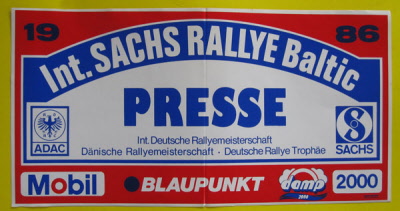 19 86
Int. SACHS RALLYE Baltic
PRESSE
Int. Deutsche Rallyemeisterschaft
Dänische Rallyemeisterschaft - Deutsche Rallye Trophäe
ADAC
SACHS
Mobil BLAUPUNKT damp 2000 2000